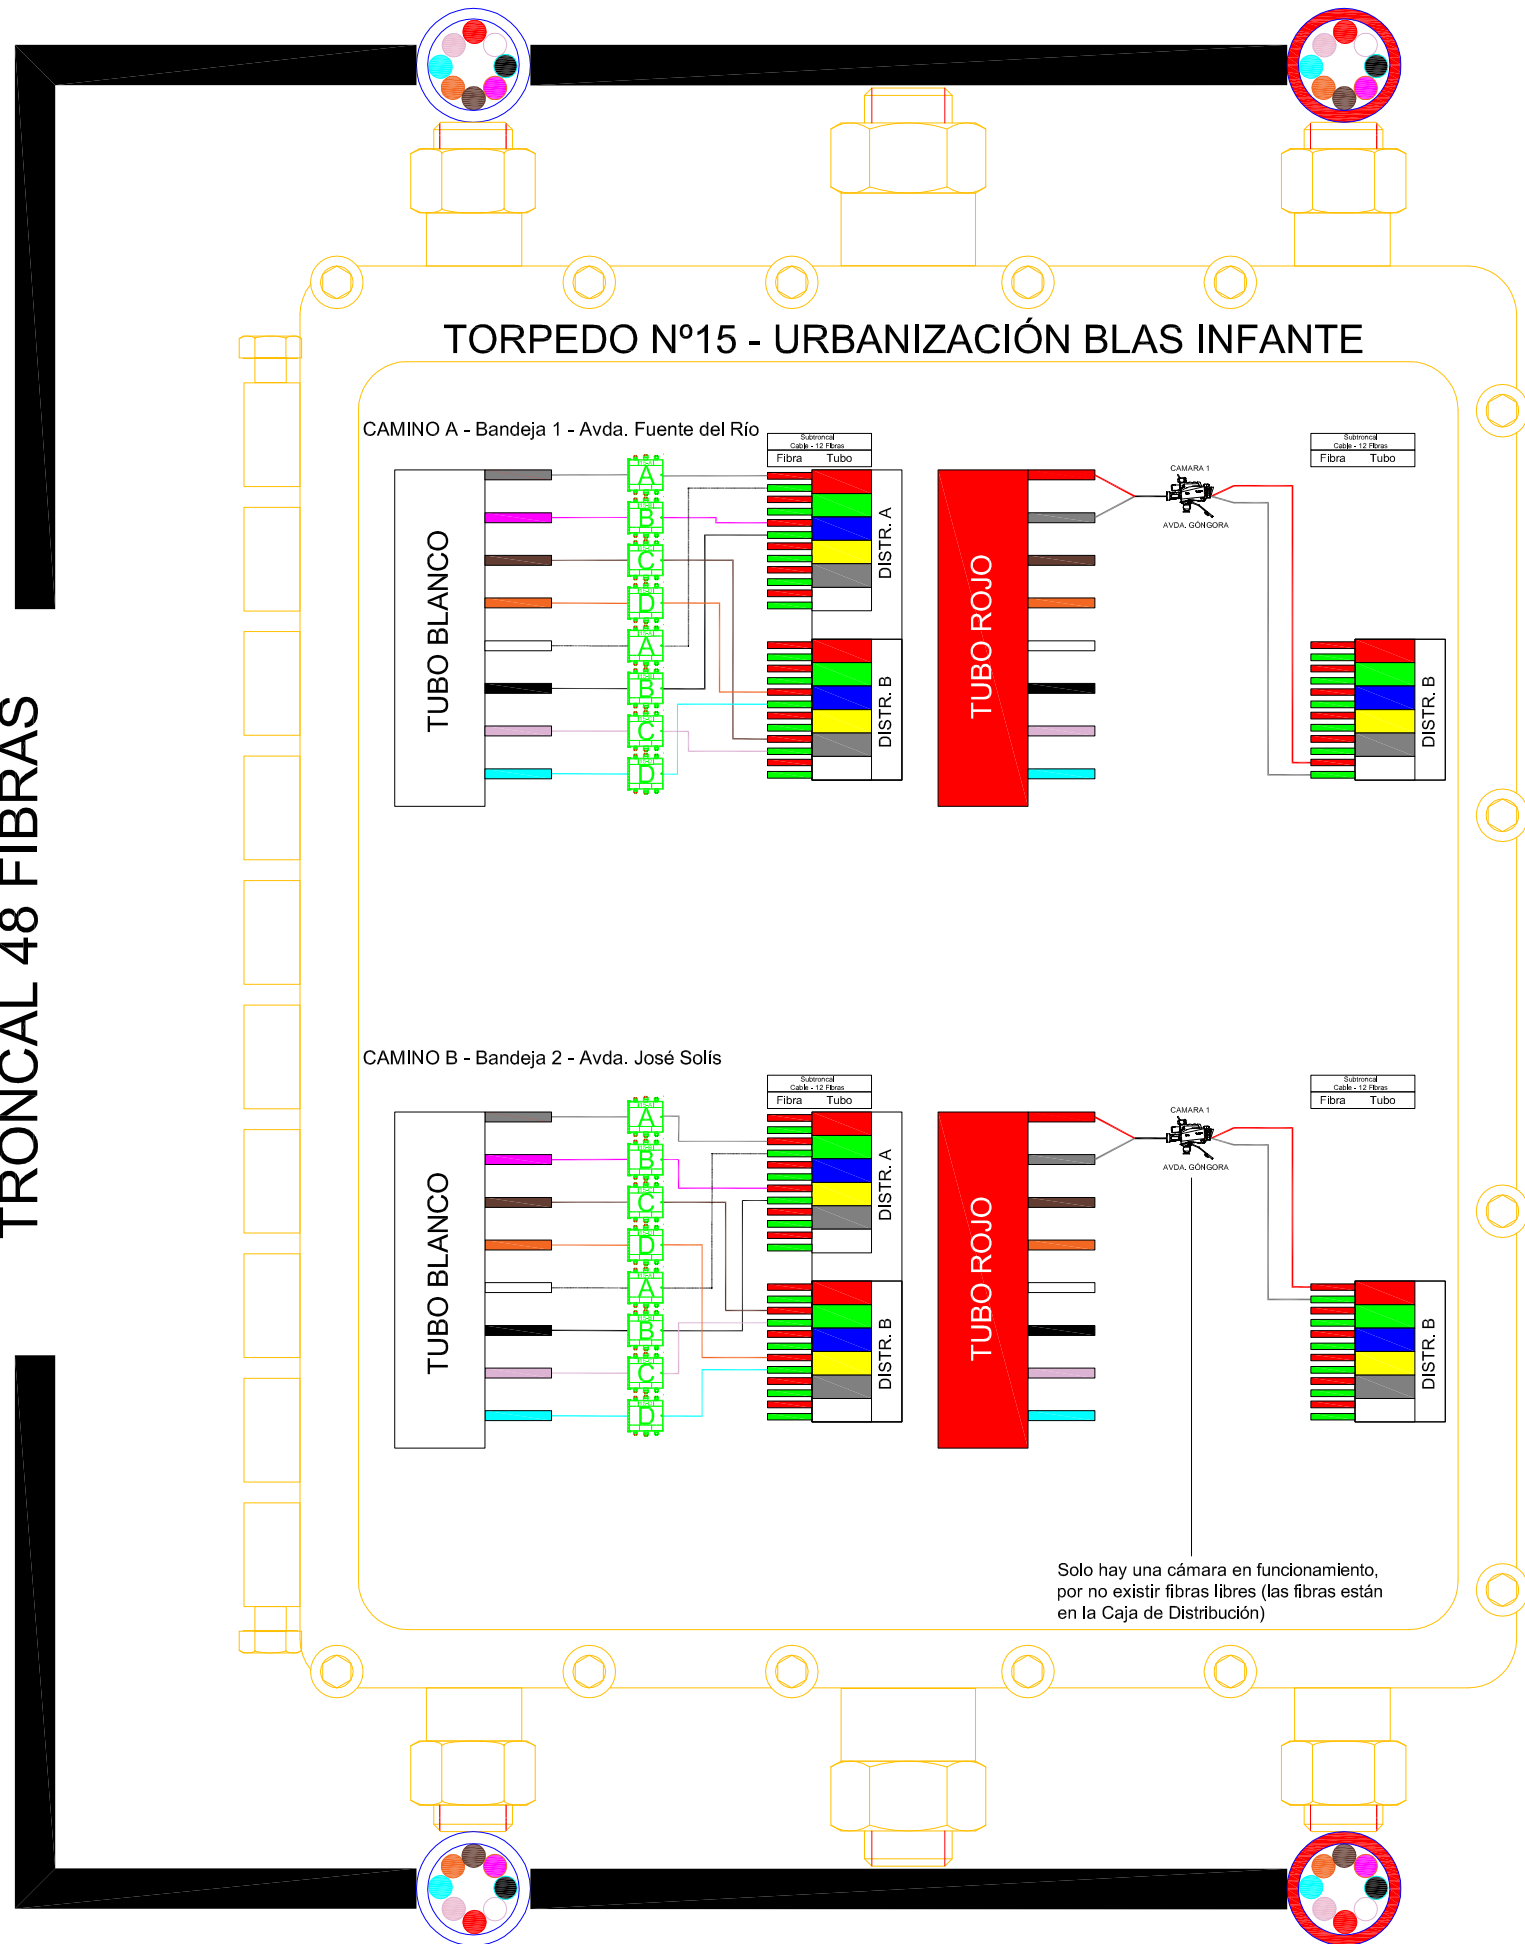 TORPEDO Nº15 - URBANIZACIÓN BLAS INFANTE
TRONCAL 48 FIBRAS
CAMINO A - Bandeja 1 - Avda. Fuente del Río
Subtroncal
Cable - 12 Fibras
Fibra Tubo
TUBO BLANCO
A
B
C
D
A
B
C
D
DISTR. A
DISTR. B
TUBO ROJO
CAMARA 1
AVDA. GÓNGORA
Subtroncal
Cable - 12 Fibras
Fibra Tubo
DISTR. B
CAMINO B - Bandeja 2 - Avda. José Solís
Subtroncal
Cable - 12 Fibras
Fibra Tubo
TUBO BLANCO
A
B
C
D
A
B
C
D
DISTR. A
DISTR. B
TUBO ROJO
CAMARA 1
AVDA. GÓNGORA
Subtroncal
Cable - 12 Fibras
Fibra Tubo
DISTR. B
Solo hay una cámara en funcionamiento,
por no existir fibras libres (las fibras están
en la Caja de Distribución)